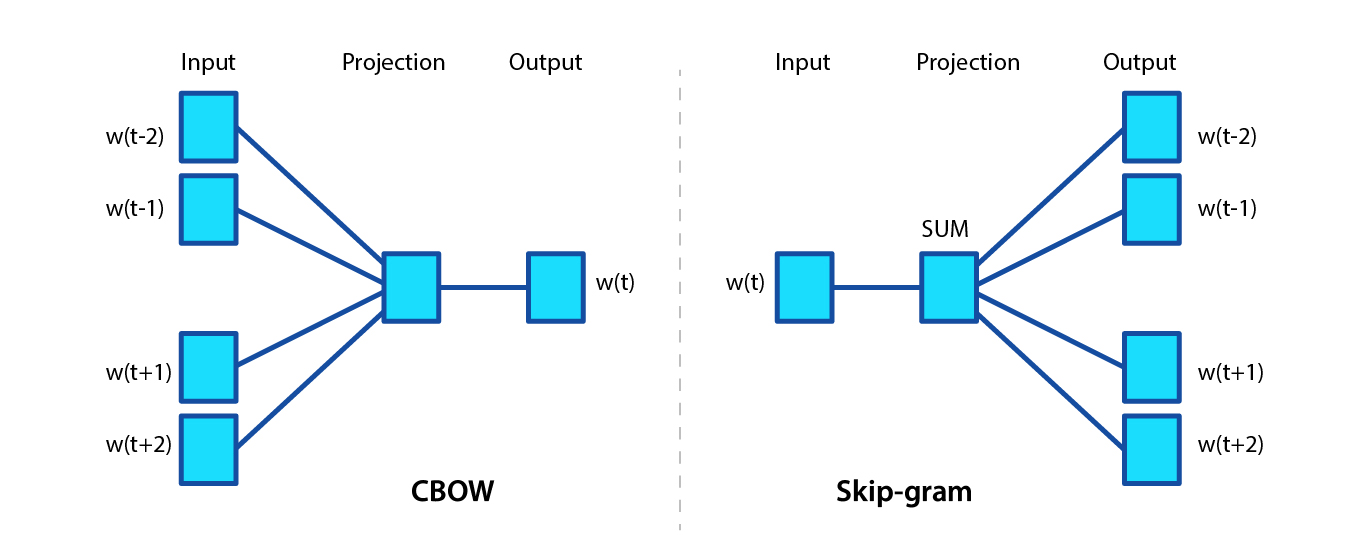 Input Projection Output
w(t-2)
w(t-1)
w(t)
w(t+1)
w(t+2)
CBOW
Input Projection Output
w(t-2)
w(t-1)
SUM
w(t)
w(t+1)
w(t+2)
Skip-gram